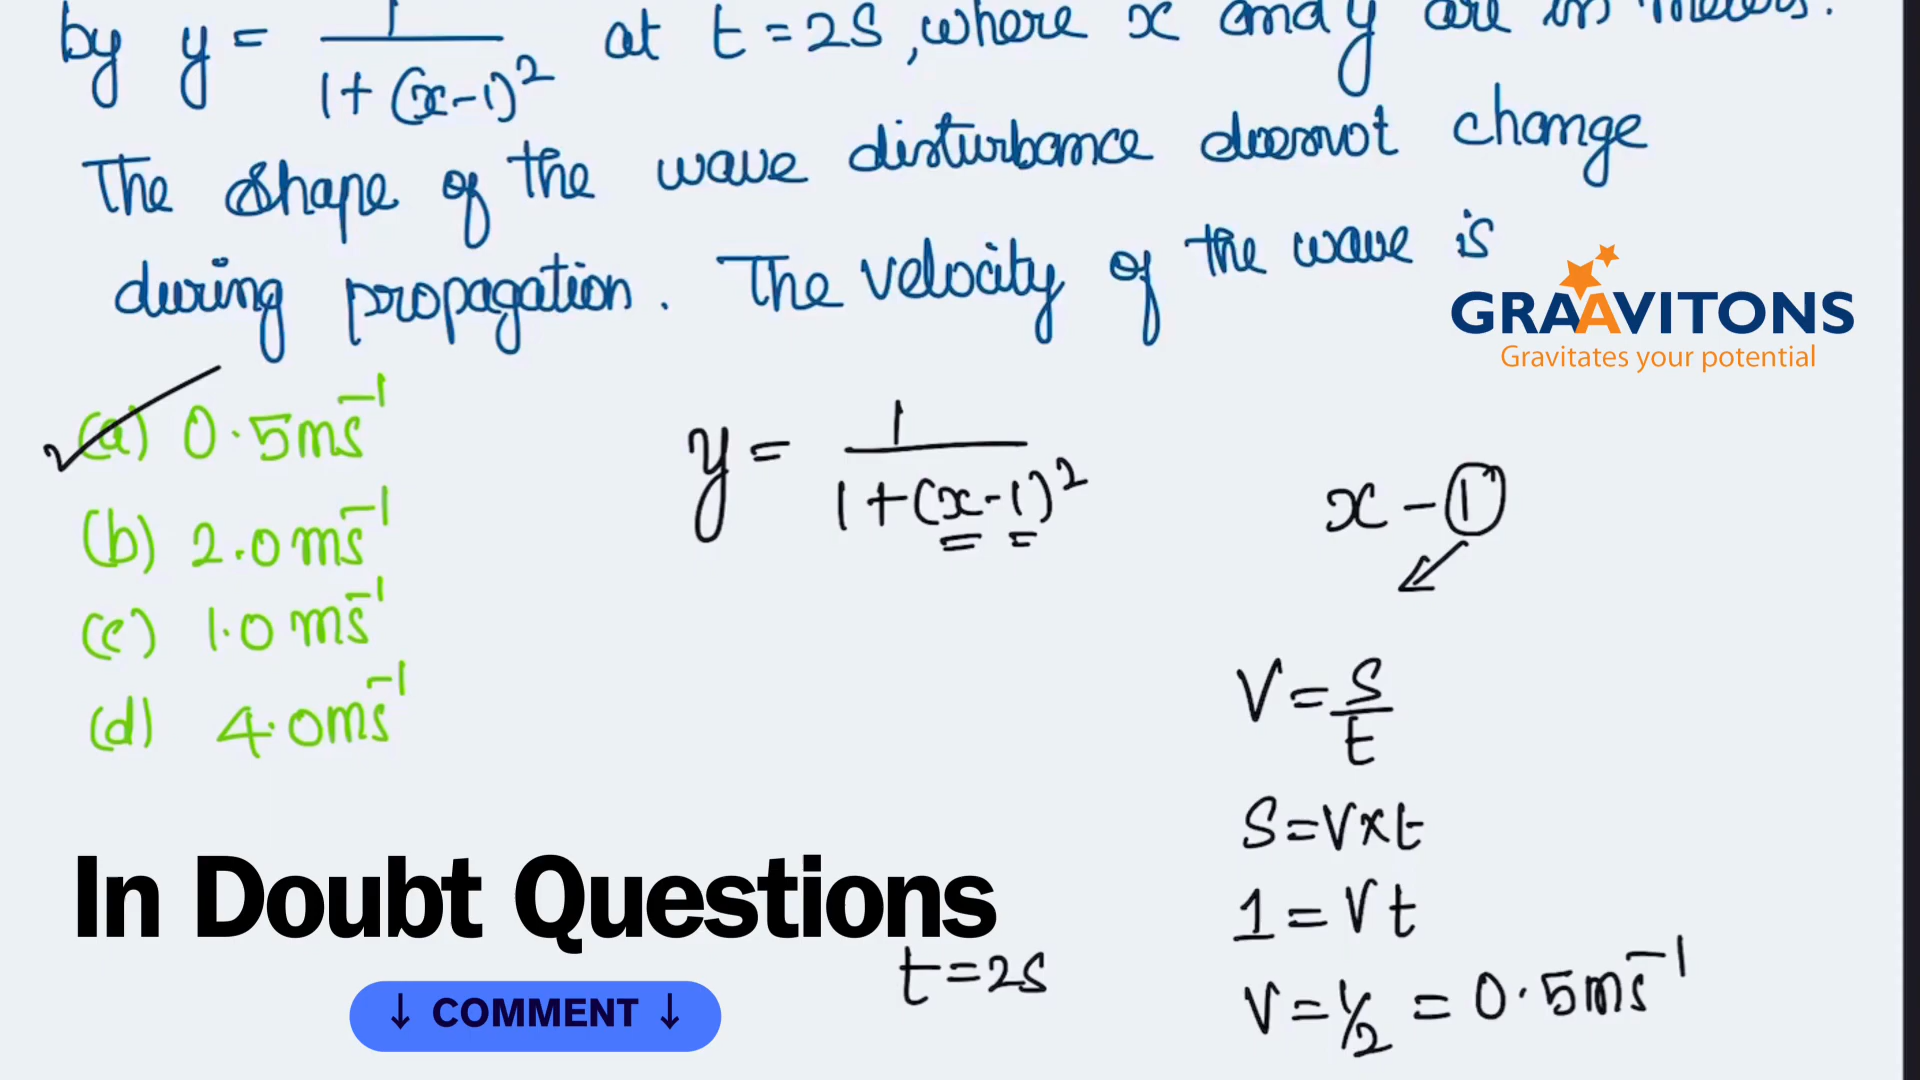 by y = 1/(1+(x-1)²) at t=2S, where x and y are in meters.
The shape of the wave disturbance doesnot change
during propagation. The velocity of the wave is
GRAAVITONS
Gravitates your potential
(a) 0.5ms⁻¹
(b) 2.0ms⁻¹
(c) 1.0ms⁻¹
(d) 4.0ms⁻¹
y = 1/(1+(x-1)²)
x - 1
V = S/t
S = V×t
1 = Vt
t=2S
V = 1/2 = 0.5ms⁻¹
In Doubt Questions
↓ COMMENT ↓